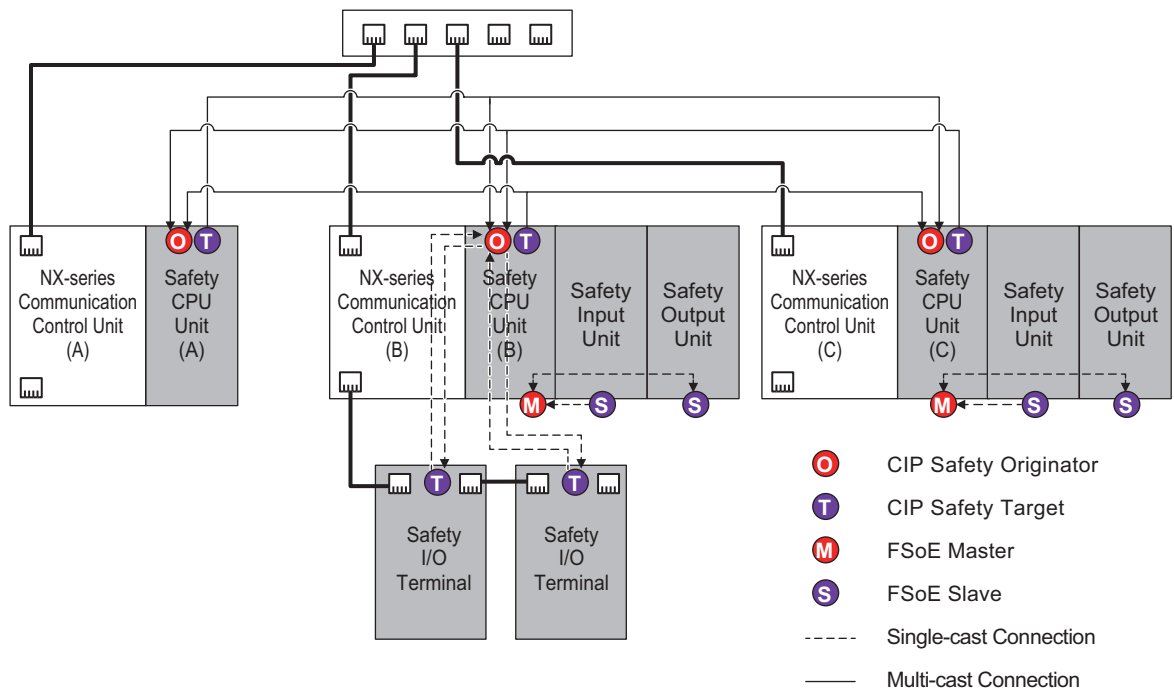 O T
NX-series
Communication
Control Unit
(A)
Safety
CPU
Unit
(A)
O T
NX-series
Communication
Control Unit
(B)
Safety
CPU
Unit
(B)
Safety
Input
Unit
Safety
Output
Unit
M S S
O T
NX-series
Communication
Control Unit
(C)
Safety
CPU
Unit
(C)
Safety
Input
Unit
Safety
Output
Unit
M S S
T
Safety
I/O
Terminal
T
Safety
I/O
Terminal
O CIP Safety Originator
T CIP Safety Target
M FSoE Master
S FSoE Slave
Single-cast Connection
Multi-cast Connection